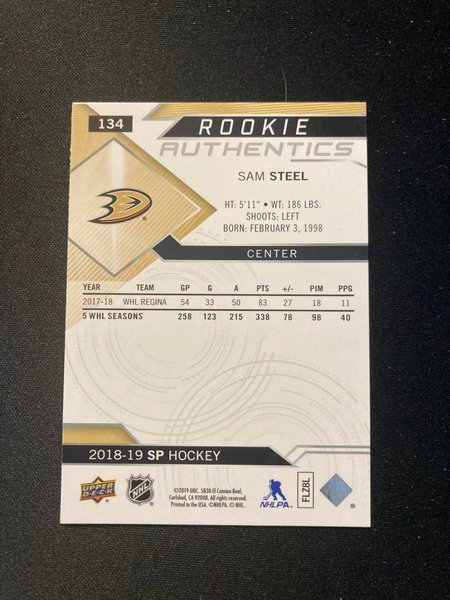 134
ROOKIE
AUTHENTICS
SAM STEEL
HT: 5'11" • WT: 186 LBS.
SHOOTS: LEFT
BORN: FEBRUARY 3, 1998
CENTER
YEAR TEAM GP G A PTS +/- PIM PPG
2017-18 WHL REGINA 54 33 50 83 27 18 11
5 WHL SEASONS 258 123 215 338 78 98 40
2018-19 SP HOCKEY
UPPER DECK
NHL
©2019 UDC, 5830 El Camino Real,
Carlsbad, CA 92008. All rights reserved.
Printed in the USA. ©NHLPA. ©NHL.
NHLPA
FLZ8L